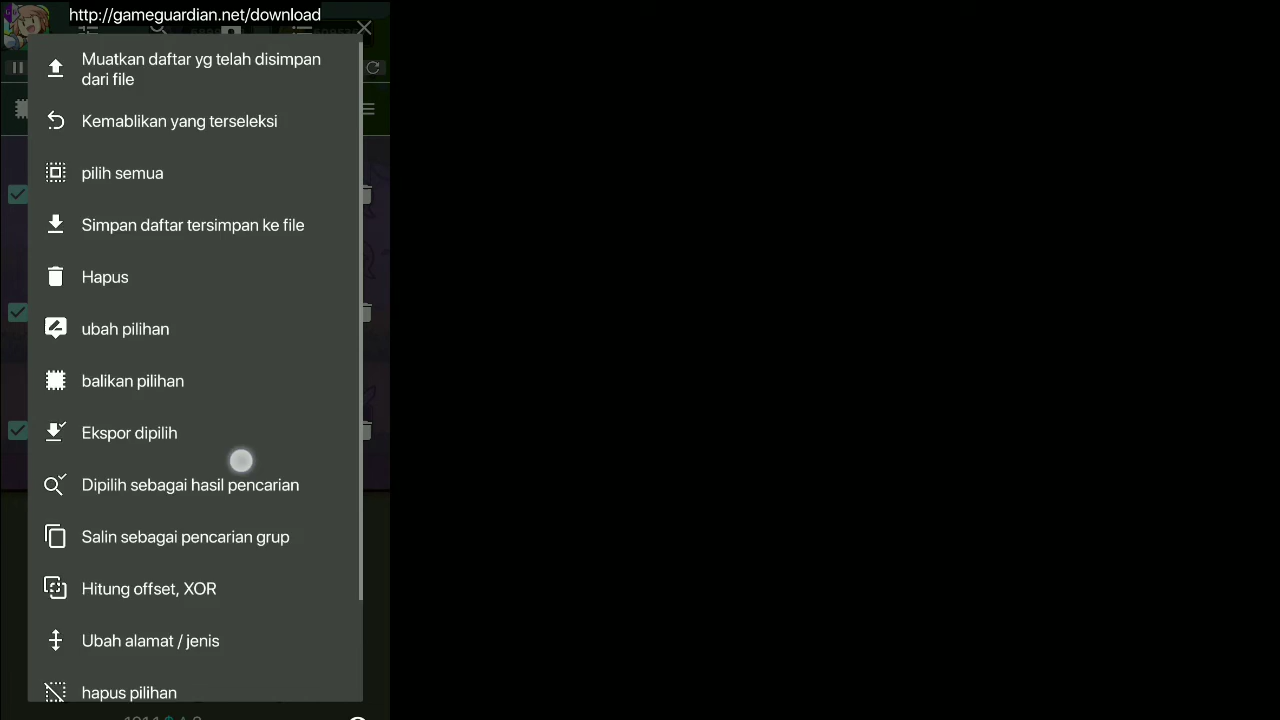 http://gameguardian.net/download
Muatkan daftar yg telah disimpan
dari file
Kemablikan yang terseleksi
pilih semua
Simpan daftar tersimpan ke file
Hapus
ubah pilihan
balikan pilihan
Ekspor dipilih
Dipilih sebagai hasil pencarian
Salin sebagai pencarian grup
Hitung offset, XOR
Ubah alamat / jenis
hapus pilihan